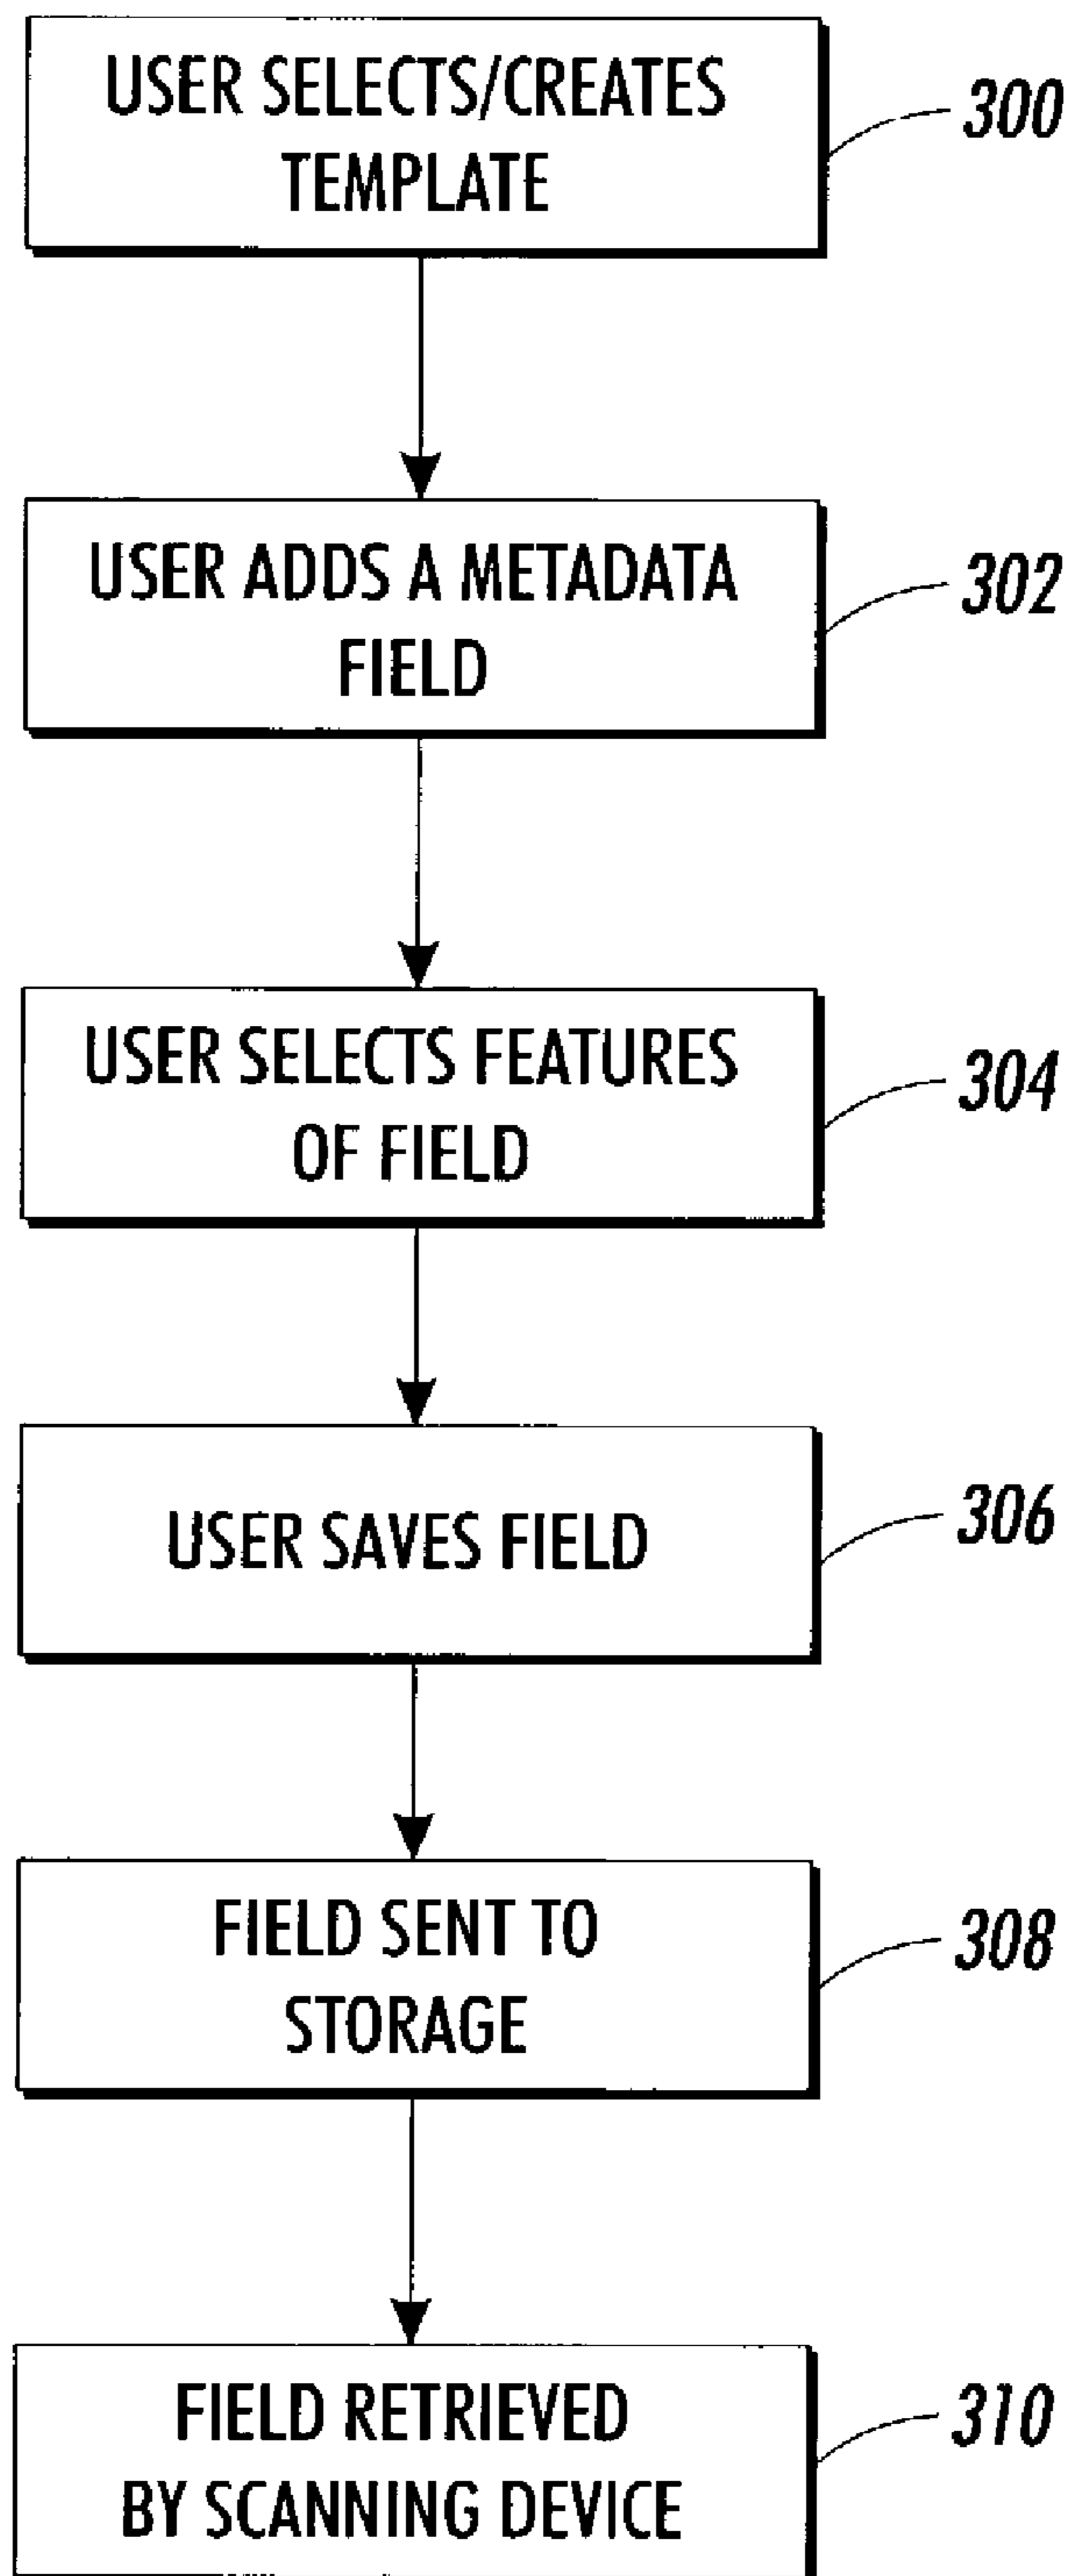 USER SELECTS/CREATES
TEMPLATE
300
USER ADDS A METADATA
FIELD
302
USER SELECTS FEATURES
OF FIELD
304
USER SAVES FIELD
306
FIELD SENT TO
STORAGE
308
FIELD RETRIEVED
BY SCANNING DEVICE
310